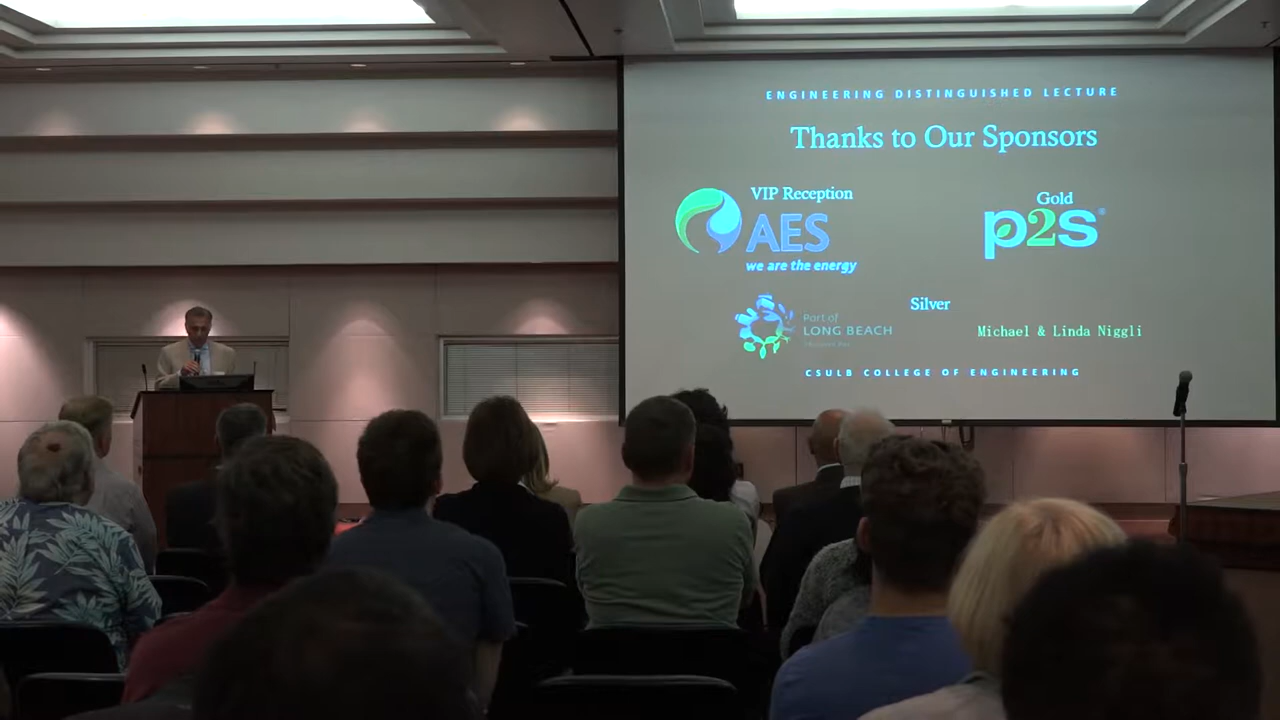 ENGINEERING DISTINGUISHED LECTURE
Thanks to Our Sponsors
VIP Reception
AES
we are the energy
Gold
p2s®
Silver
Port of
LONG BEACH
Michael & Linda Niggli
CSULB COLLEGE OF ENGINEERING